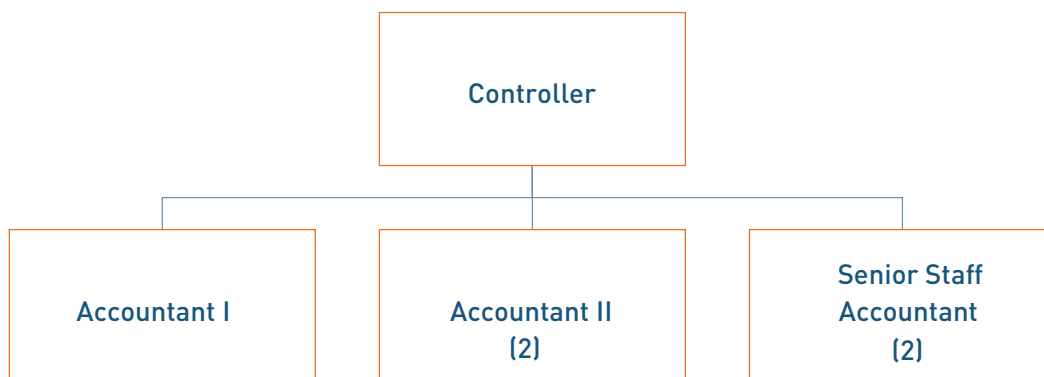 Controller
Accountant I
Accountant II
(2)
Senior Staff
Accountant
(2)